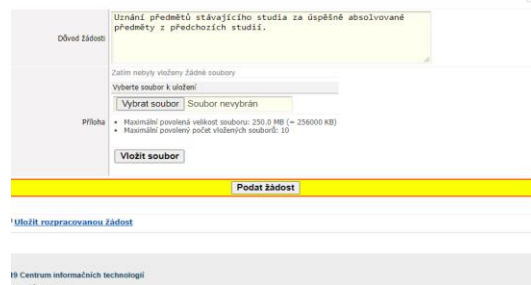 Důvod žádosti
Uznání předmětů stávajícího studia za úspěšně absolvované
předměty z předchozích studií.
Zatím nebyly vloženy žádné soubory
Vyberte soubor k uložení
Příloha
Vybrat soubor Soubor nevybrán
Maximální povolená velikost souboru: 250.0 MB (= 256000 KB)
Maximální povolený počet vložených souborů: 10
Vložit soubor
Podat žádost
Uložit rozpracovanou žádost
19 Centrum informačních technologií